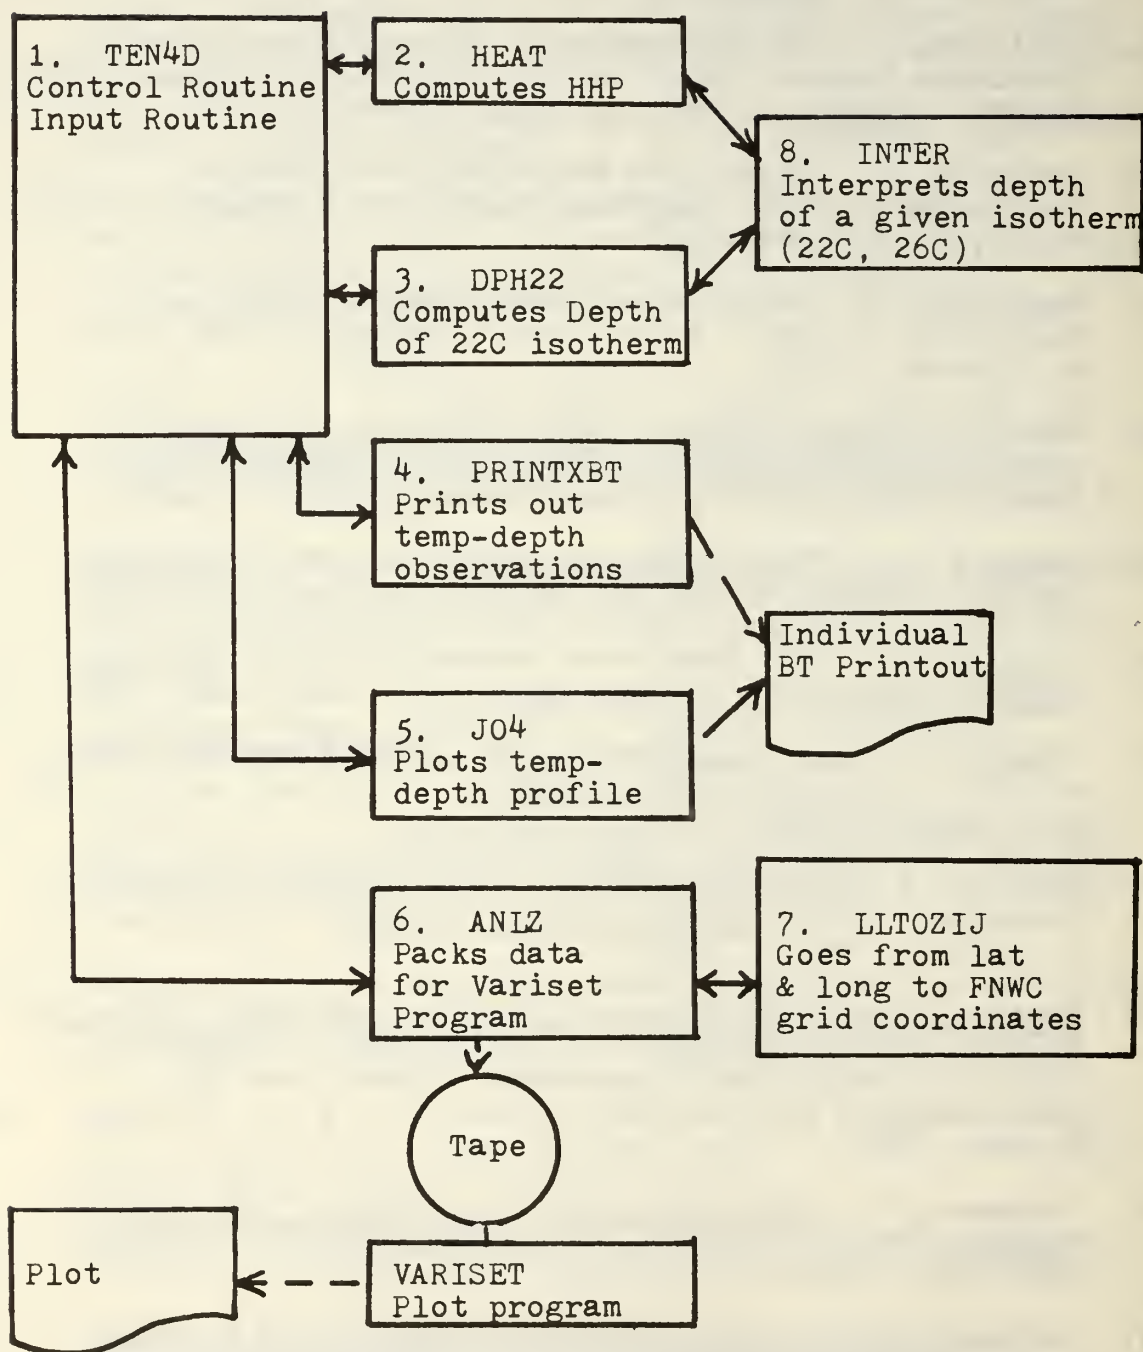 1. TEN4D
Control Routine
Input Routine
2. HEAT
Computes HHP
8. INTER
Interprets depth
of a given isotherm
(22C, 26C)
3. DPH22
Computes Depth
of 22C isotherm
4. PRINTXBT
Prints out
temp-depth
observations
Individual
BT Printout
5. JO4
Plots temp-
depth profile
6. ANLZ
Packs data
for Variset
Program
7. LLTOZIJ
Goes from lat
& long to FNWC
grid coordinates
Tape
Plot
VARISET
Plot program